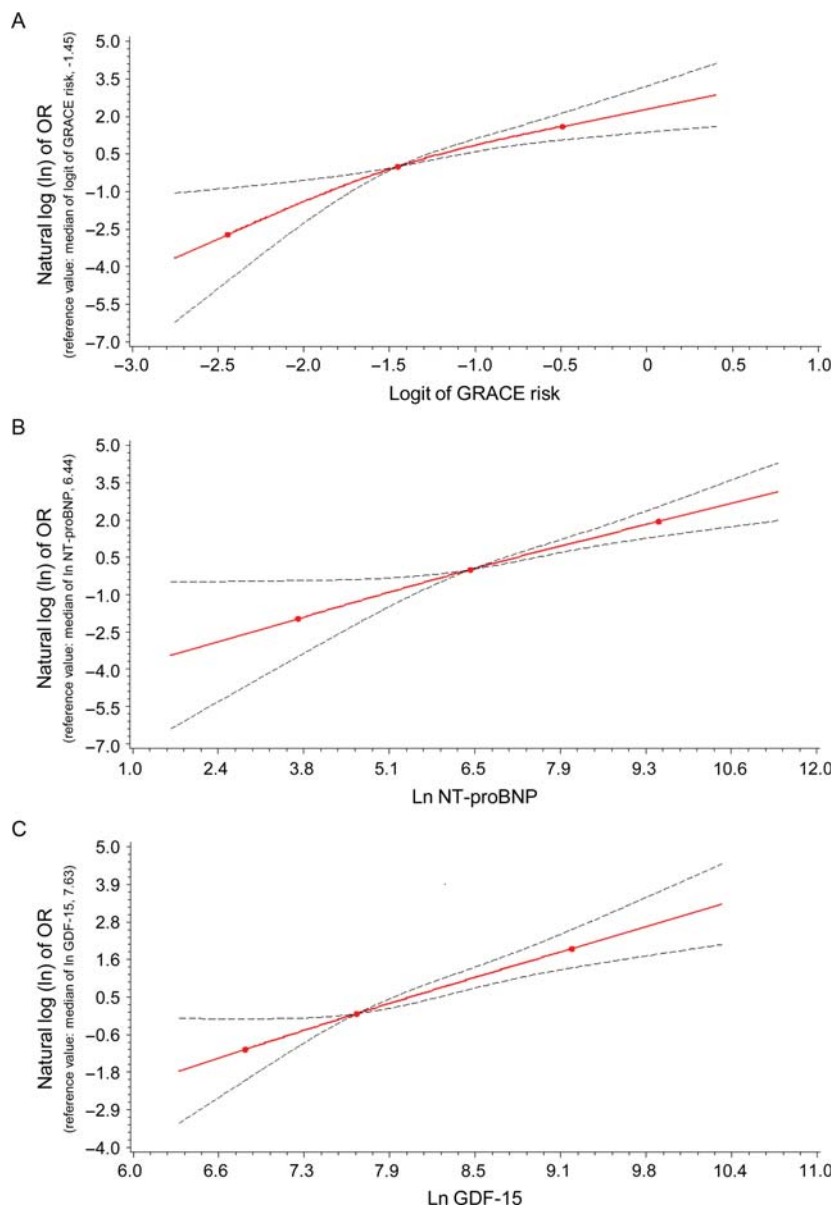 A
Natural log (ln) of OR
(reference value: median of logit of GRACE risk, -1.45)
5.0
3.5
2.0
0.5
−1.0
−2.5
−4.0
−5.5
−7.0
−3.0 −2.5 −2.0 −1.5 −1.0 −0.5 0 0.5 1.0
Logit of GRACE risk
B
Natural log (ln) of OR
(reference value: median of ln NT-proBNP, 6.44)
5.0
3.5
2.0
0.5
−1.0
−2.5
−4.0
−5.5
−7.0
1.0 2.4 3.8 5.1 6.5 7.9 9.3 10.6 12.0
Ln NT-proBNP
C
Natural log (ln) of OR
(reference value: median of ln GDF-15, 7.63)
5.0
3.9
2.8
1.6
0.5
−0.6
−1.8
−2.9
−4.0
6.0 6.6 7.3 7.9 8.5 9.1 9.8 10.4 11.0
Ln GDF-15